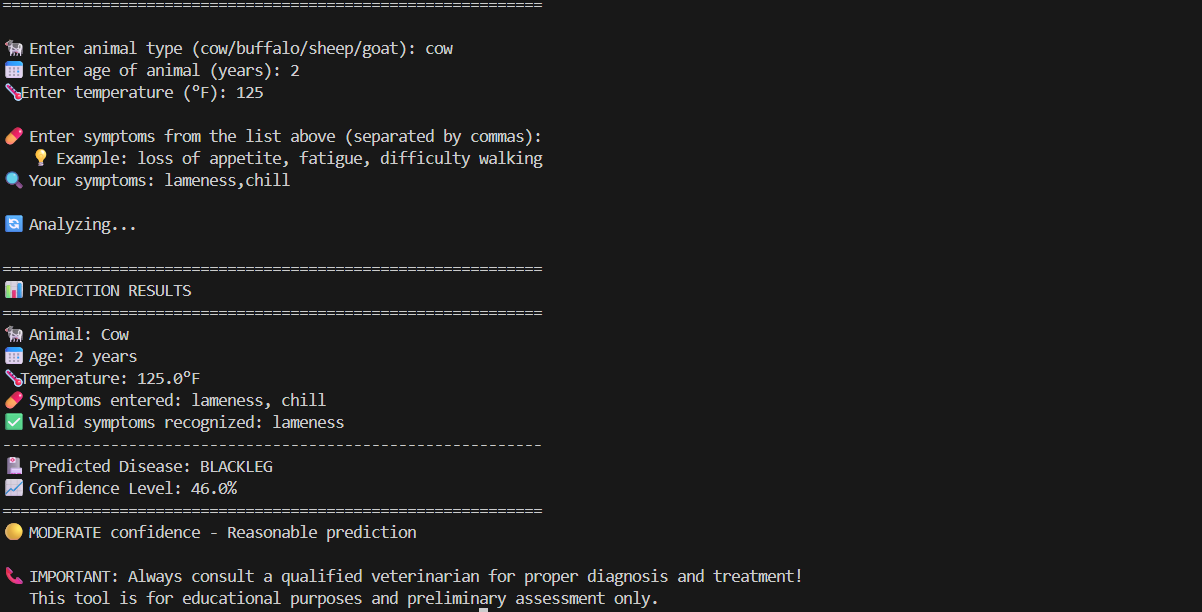 ============================================================
🐄 Enter animal type (cow/buffalo/sheep/goat): cow
📅 Enter age of animal (years): 2
🌡️Enter temperature (°F): 125
💊 Enter symptoms from the list above (separated by commas):
💡 Example: loss of appetite, fatigue, difficulty walking
🔍 Your symptoms: lameness,chill
🔄 Analyzing...
============================================================
📊 PREDICTION RESULTS
============================================================
🐄 Animal: Cow
📅 Age: 2 years
🌡️Temperature: 125.0°F
💊 Symptoms entered: lameness, chill
✅ Valid symptoms recognized: lameness
------------------------------------------------------------
🏥 Predicted Disease: BLACKLEG
📈 Confidence Level: 46.0%
============================================================
🟡 MODERATE confidence - Reasonable prediction
📞 IMPORTANT: Always consult a qualified veterinarian for proper diagnosis and treatment!
This tool is for educational purposes and preliminary assessment only.